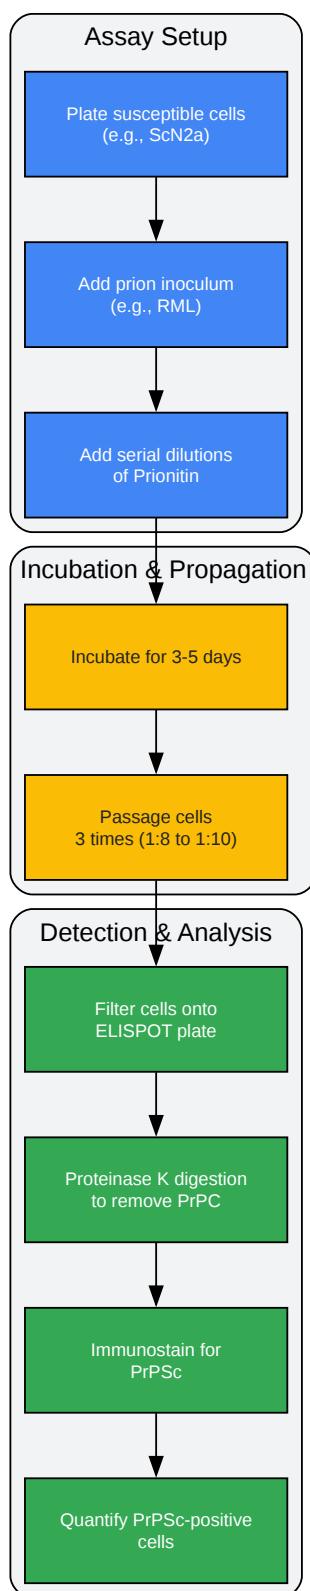 Assay Setup
Plate susceptible cells
(e.g., ScN2a)
Add prion inoculum
(e.g., RML)
Add serial dilutions
of Prionitin
Incubation & Propagation
Incubate for 3-5 days
Passage cells
3 times (1:8 to 1:10)
Detection & Analysis
Filter cells onto
ELISPOT plate
Proteinase K digestion
to remove PrPC
Immunostain for
PrPSc
Quantify PrPSc-positive
cells